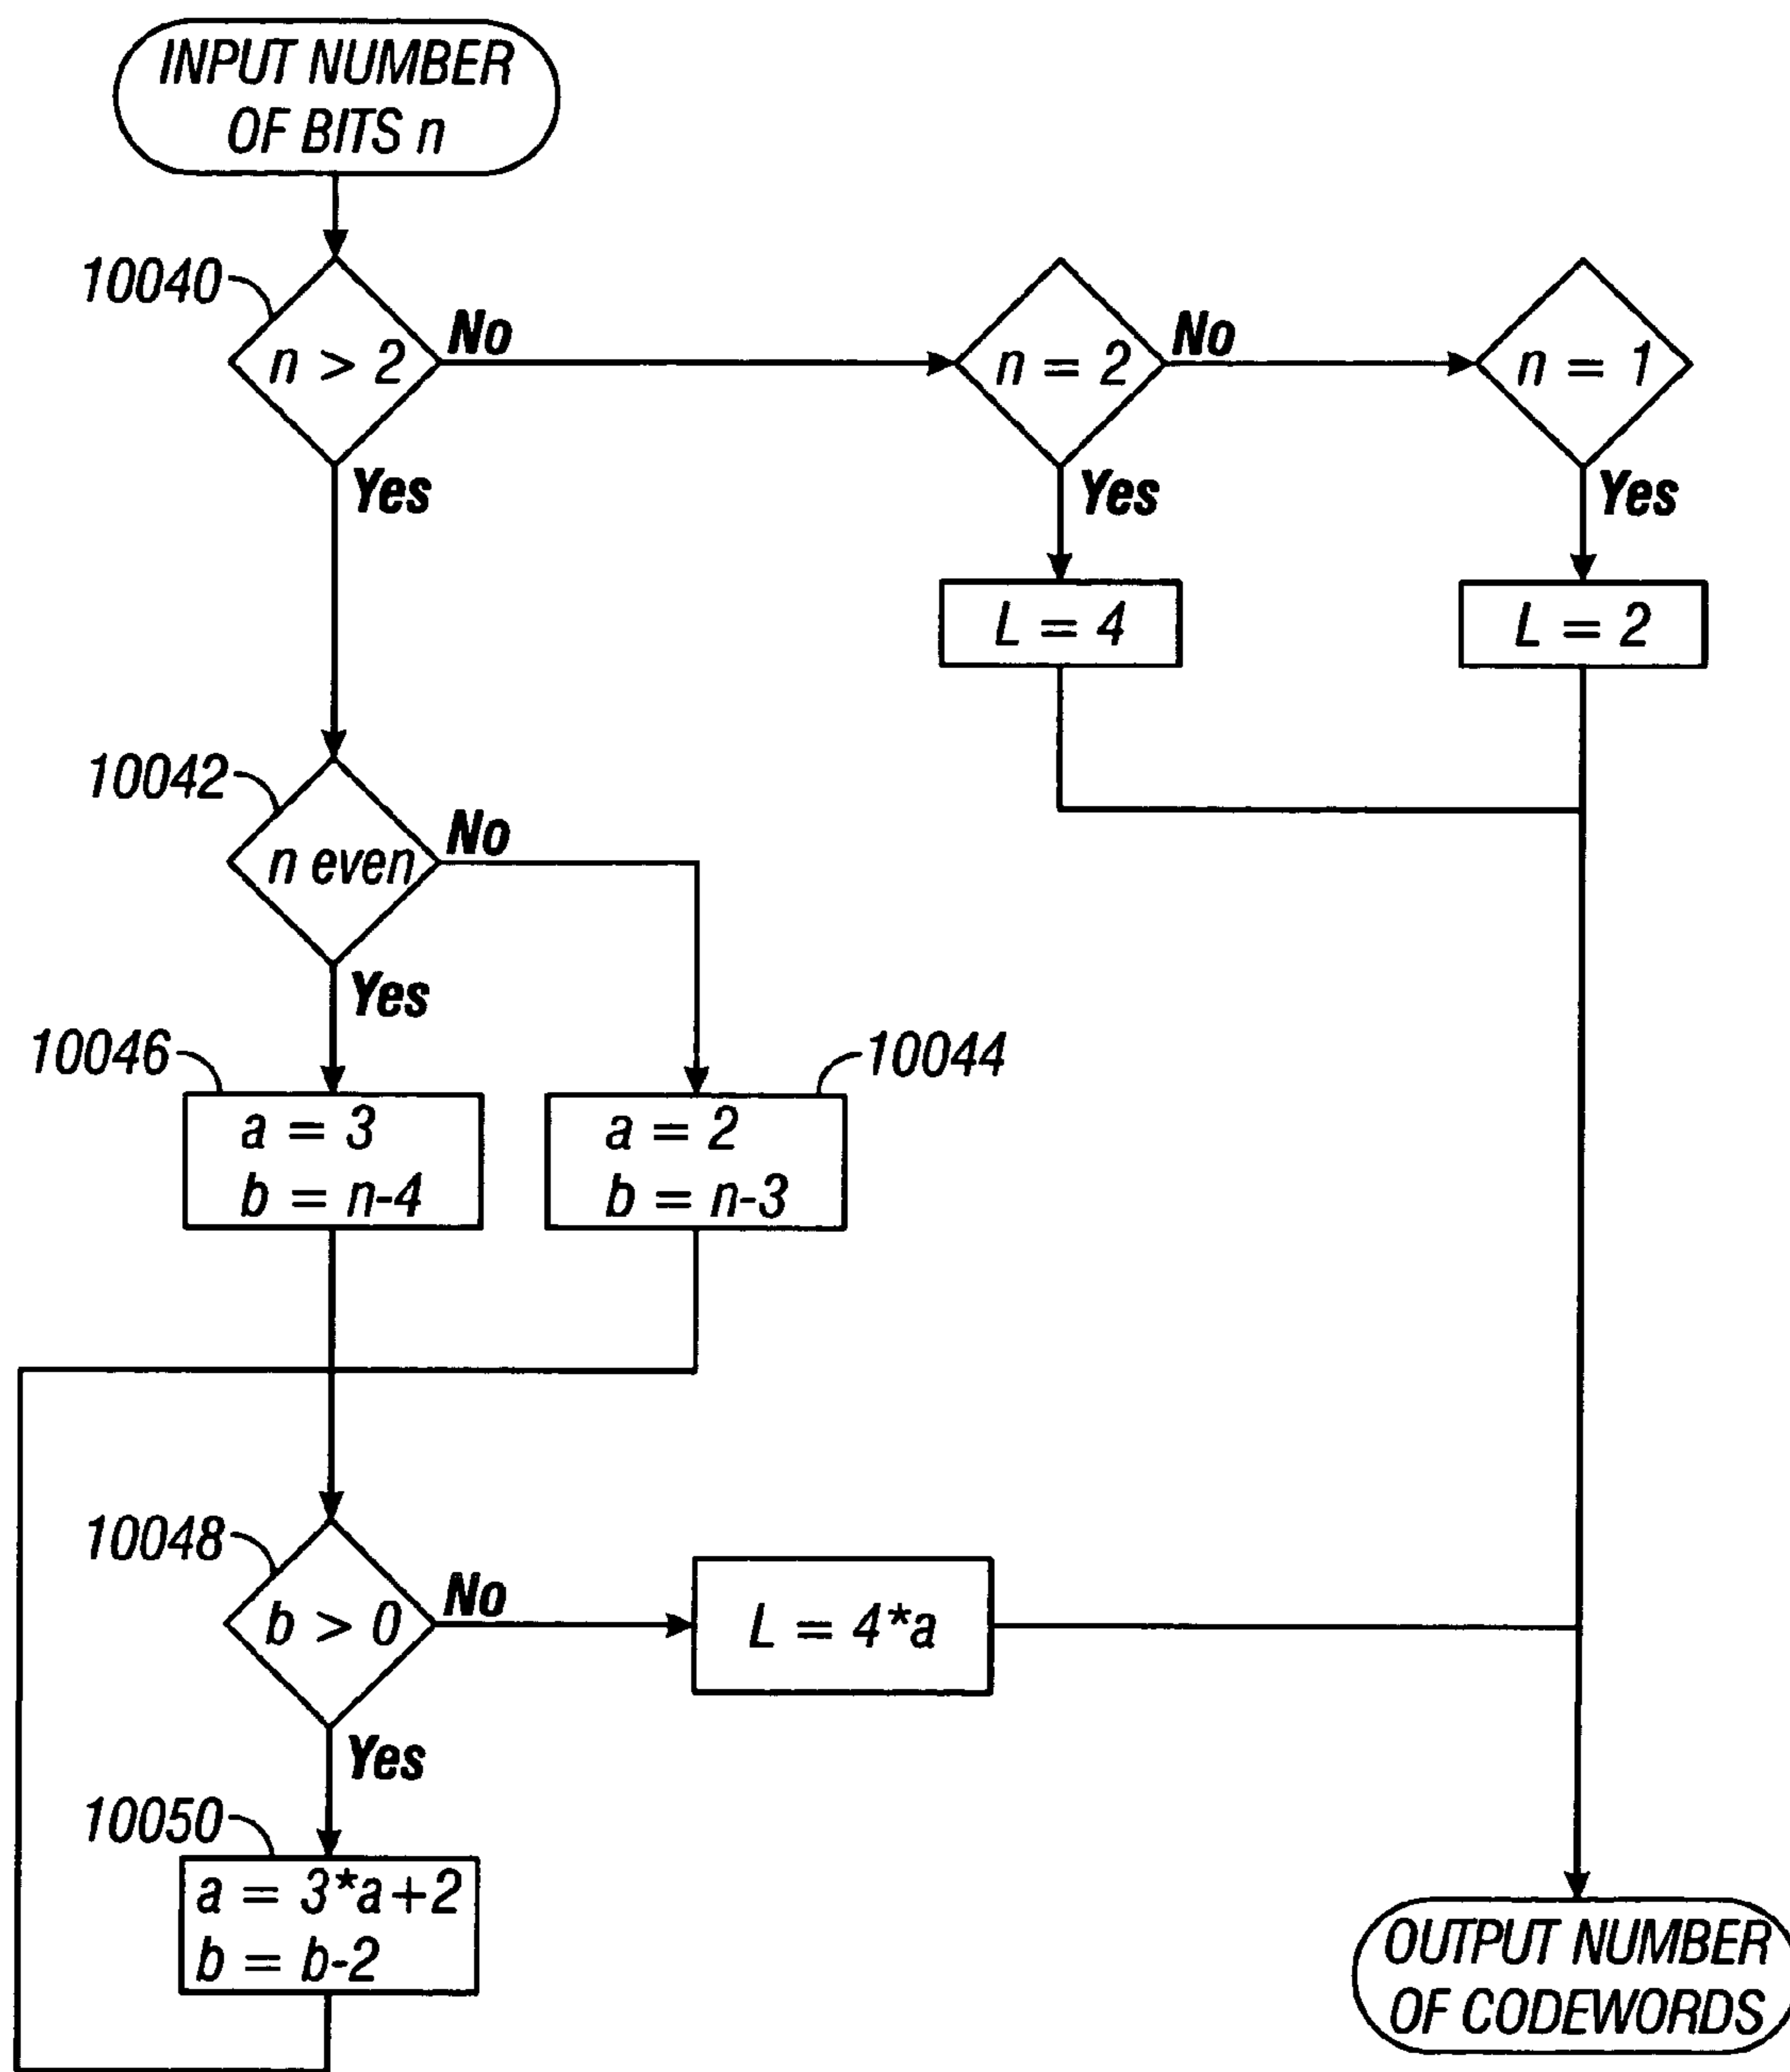 INPUT NUMBER
OF BITS n
10040
n > 2
No
n = 2
No
n = 1
Yes
Yes
Yes
L = 4
L = 2
10042
n even
No
Yes
10046
10044
a = 3
b = n-4
a = 2
b = n-3
10048
b > 0
No
L = 4*a
Yes
10050
a = 3*a+2
b = b-2
OUTPUT NUMBER
OF CODEWORDS